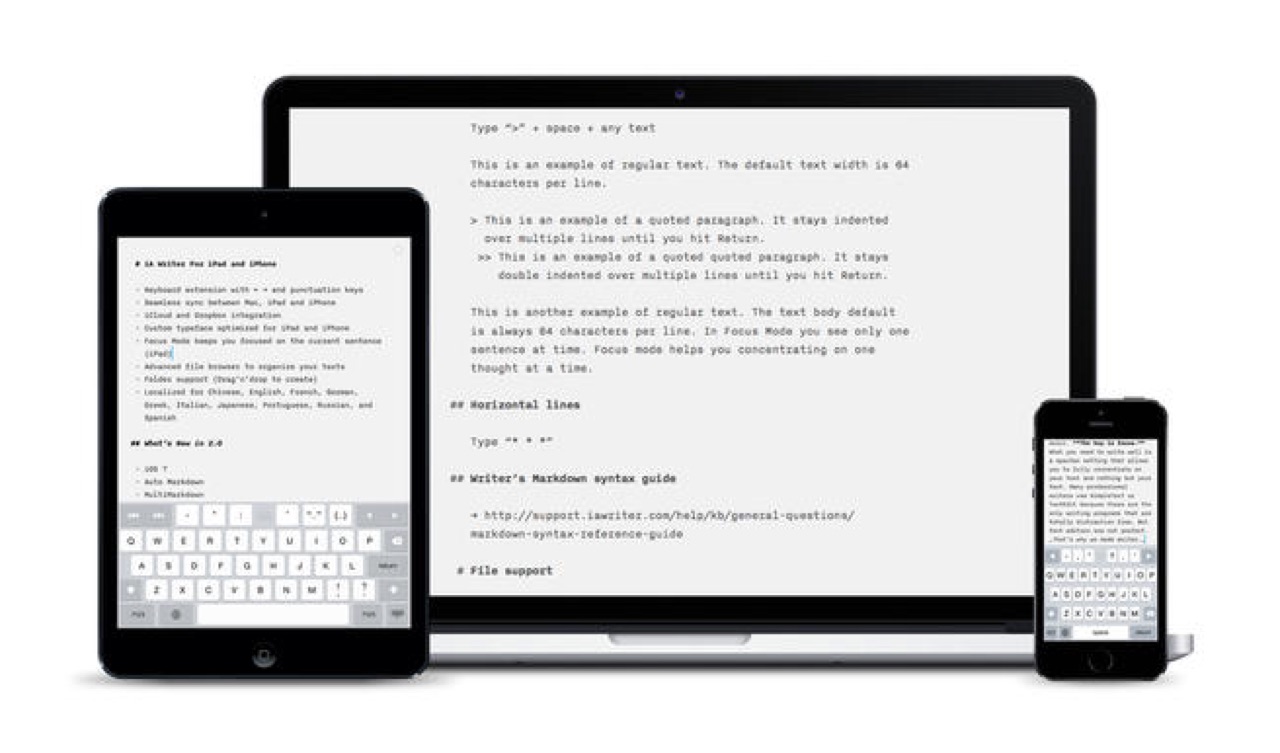 Type “>” + space + any text
This is an example of regular text. The default text width is 64
characters per line.
> This is an example of a quoted paragraph. It stays indented
over multiple lines until you hit Return.
>> This is an example of a quoted quoted paragraph. It stays
double indented over multiple lines until you hit Return.
This is another example of regular text. The text body default
is always 64 characters per line. In Focus Mode you see only one
sentence at time. Focus mode helps you concentrating on one
thought at a time.
## Horizontal lines
Type “* * *”
## Writer’s Markdown syntax guide
→ http://support.iawriter.com/help/kb/general-questions/
markdown-syntax-reference-guide
# File support
# iA Writer For iPad and iPhone
- Keyboard extension with ← → and punctuation keys
- Seamless sync between Mac, iPad and iPhone
- iCloud and Dropbox integration
- Custom typeface optimized for iPad and iPhone
- Focus Mode keeps you focused on the current sentence
(iPad)
- Advanced file browser to organize your texts
- Folder support (Drag’n’drop to create)
- Localized for Chinese, English, French, German,
Greek, Italian, Japanese, Portuguese, Russian, and
Spanish
## What’s New in 2.0
- iOS 7
- Auto Markdown
- MultiMarkdown
Q W E R T Y U I O P
A S D F G H J K L return
Z X C V B N M ! ?
**The key is focus.**
What you need to write well is
a spartan setting that allows
you to fully concentrate on
your text and nothing but your
text. Many professional
writers use SimpleText or
TextEdit because these are the
only writing programs that are
totally distraction free. But
text editors are not perfect.
That’s why we made Writer.
Q W E R T Y U I O P
A S D F G H J K L
Z X C V B N M
space return